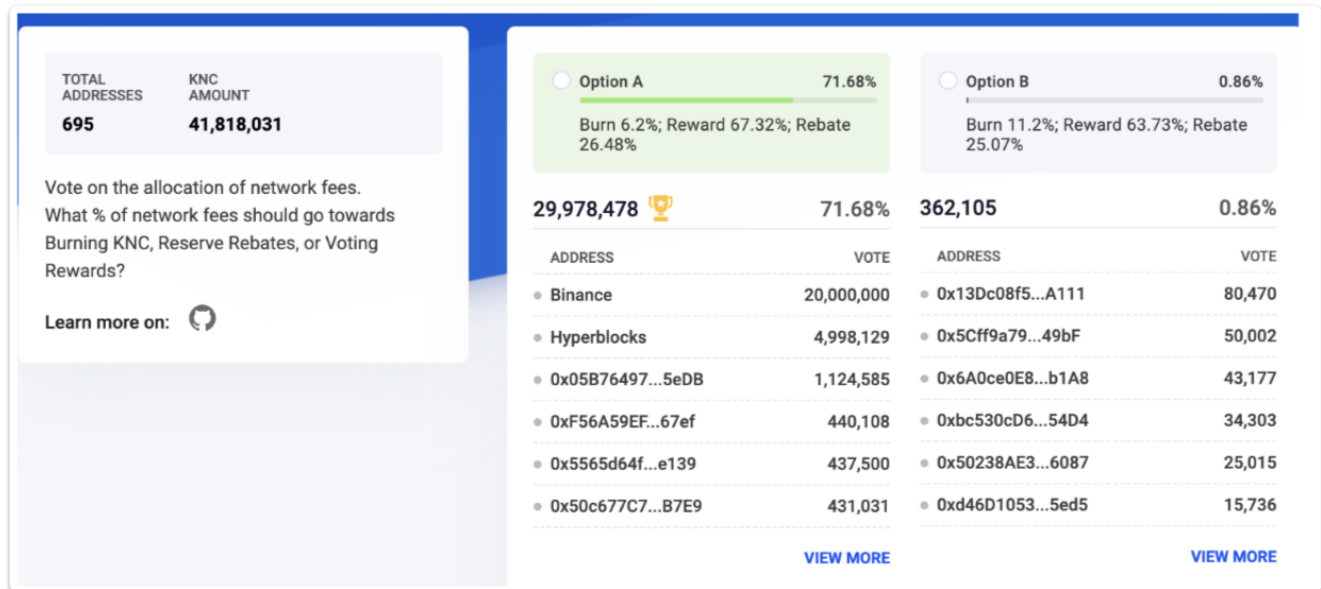 TOTAL
ADDRESSES
695
KNC
AMOUNT
41,818,031
Vote on the allocation of network fees.
What % of network fees should go towards
Burning KNC, Reserve Rebates, or Voting
Rewards?
Learn more on:
Option A 71.68%
Burn 6.2%; Reward 67.32%; Rebate
26.48%
29,978,478 71.68%
ADDRESS VOTE
Binance 20,000,000
Hyperblocks 4,998,129
0x05B76497...5eDB 1,124,585
0xF56A59EF...67ef 440,108
0x5565d64f...e139 437,500
0x50c677C7...B7E9 431,031
VIEW MORE
Option B 0.86%
Burn 11.2%; Reward 63.73%; Rebate
25.07%
362,105 0.86%
ADDRESS VOTE
0x13Dc08f5...A111 80,470
0x5Cff9a79...49bF 50,002
0x6A0ce0E8...b1A8 43,177
0xbc530cD6...54D4 34,303
0x50238AE3...6087 25,015
0xd46D1053...5ed5 15,736
VIEW MORE